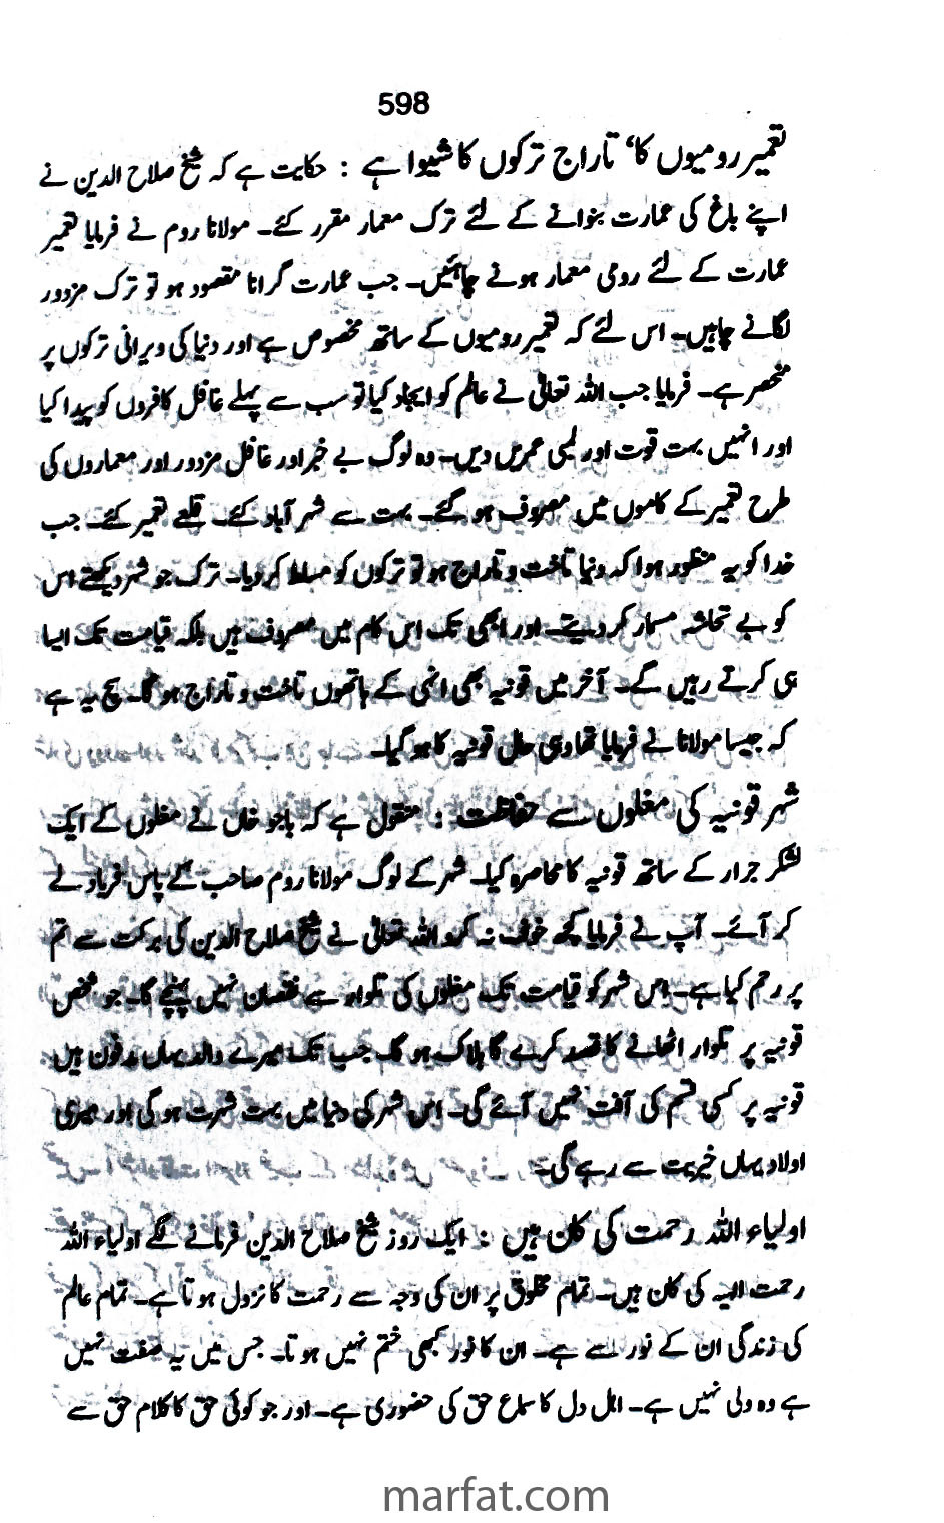 598
تعمیر رومیوں کا‘ تاراج ترکوں کا شیوا ہے : حکایت ہے کہ شیخ صلاح الدین نے
اپنے باغ کی عمارت بنوانے کے لئے ترک معمار مقرر کئے۔ مولانا روم نے فرمایا تعمیر
عمارت کے لئے رومی معمار ہونے چاہئیں۔ جب عمارت گرانا مقصود ہو تو ترک مزدور
لگانے چاہیں۔ اس لئے کہ تعمیر رومیوں کے ساتھ مخصوص ہے اور دنیا کی ویرانی ترکوں پر
منحصر ہے۔ فرمایا جب اللہ تعالیٰ نے عالم کو ایجاد کیا تو سب سے پہلے غافل کافروں کو پیدا کیا
اور انہیں بہت قوت اور لمبی عمریں دیں۔ وہ لوگ بے خبر اور غافل مزدور اور معماروں کی
طرح تعمیر کے کاموں میں مصروف ہو گئے۔ بہت سے شہر آباد کئے۔ قلعے تعمیر کئے۔ جب
خدا کو یہ منظور ہوا کہ دنیا تاخت و تاراج ہو تو ترکوں کو مسلط کر دیا۔ ترک جو شہر دیکھتے اس
کو بے تحاشہ مسمار کر دیتے۔ اور ابھی تک اس کام میں مصروف ہیں بلکہ قیامت تک ایسا
ہی کرتے رہیں گے۔ آخر میں قونیہ بھی انہی کے ہاتھوں تاخت و تاراج ہو گا۔ سچ یہ ہے
کہ جیسا مولانا نے فرمایا تھا وہی حال قونیہ کا ہو گیا۔
شہر قونیہ کی مغلوں سے حفاظت : منقول ہے کہ باجو خاں نے مغلوں کے ایک
لشکر جرار کے ساتھ قونیہ کا محاصرہ کیا۔ شہر کے لوگ مولانا روم صاحب کے پاس فریاد لے
کر آئے۔ آپ نے فرمایا کچھ خوف نہ کرو اللہ تعالیٰ نے شیخ صلاح الدین کی برکت سے تم
پر رحم کیا ہے۔ اس شہر کو قیامت تک مغلوں کی تلوار سے نقصان نہیں پہنچے گا۔ جو شخص
قونیہ پر تلوار اٹھانے کا قصد کرے گا ہلاک ہو گا۔ جب تک میرے والد یہاں مدفون ہیں
قونیہ پر کسی قسم کی آفت نہیں آئے گی۔ اس شہر کی دنیا میں بہت شہرت ہو گی اور میری
اولاد یہاں خیریت سے رہے گی۔
اولیاء اللہ رحمت کی کان ہیں : ایک روز شیخ صلاح الدین فرمانے لگے اولیاء اللہ
رحمت الہیہ کی کان ہیں۔ تمام مخلوق پر ان کی وجہ سے رحمت کا نزول ہوتا ہے۔ تمام عالم
کی زندگی ان کے نور سے ہے۔ ان کا نور کبھی ختم نہیں ہوتا۔ جس میں یہ صفت نہیں
ہے وہ ولی نہیں ہے۔ اہل دل کا سماع حق کی حضوری ہے۔ اور جو کوئی حق کا کلام حق سے
marfat.com